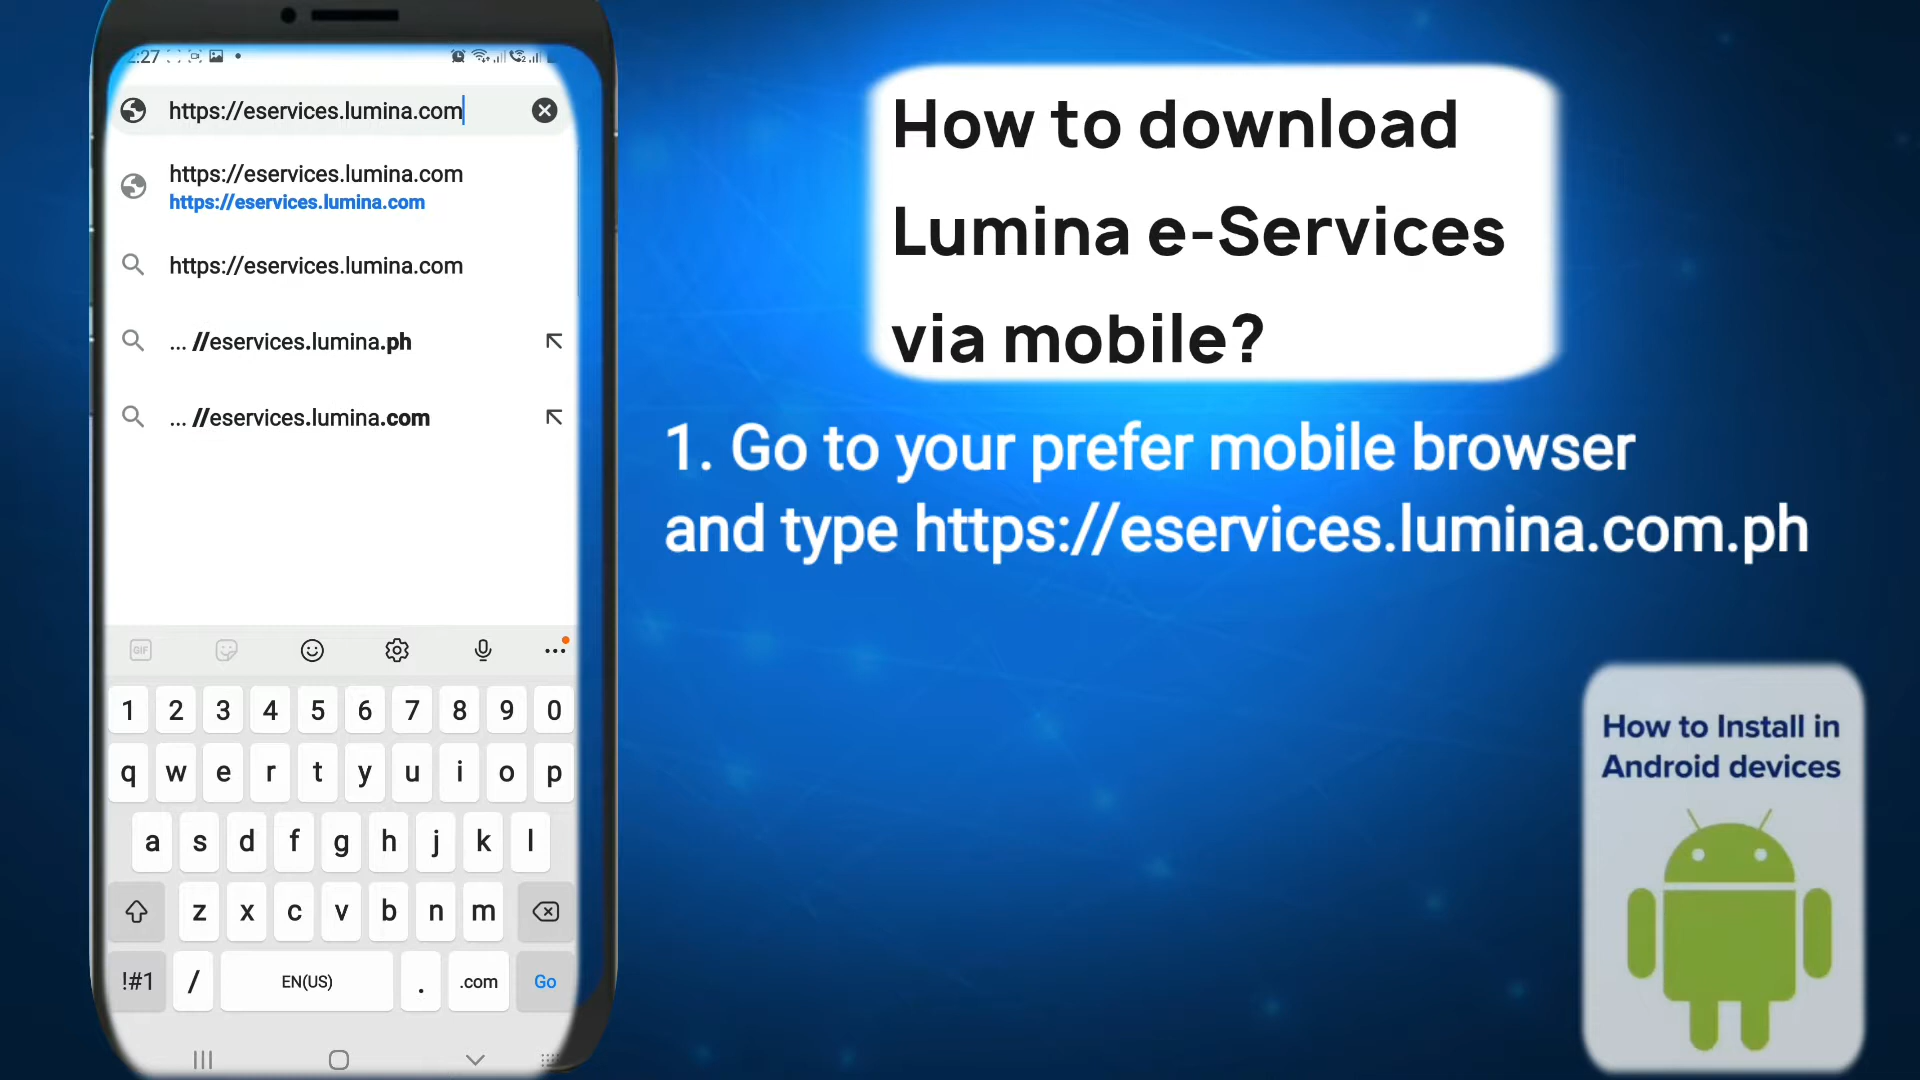 2:27
https://eservices.lumina.com
https://eservices.lumina.com
https://eservices.lumina.com
https://eservices.lumina.com
... //eservices.lumina.ph
... //eservices.lumina.com
GIF
1 2 3 4 5 6 7 8 9 0
q w e r t y u i o p
a s d f g h j k l
z x c v b n m
!#1 / EN(US) . .com Go
How to download
Lumina e-Services
via mobile?
1. Go to your prefer mobile browser
and type https://eservices.lumina.com.ph
How to Install in
Android devices